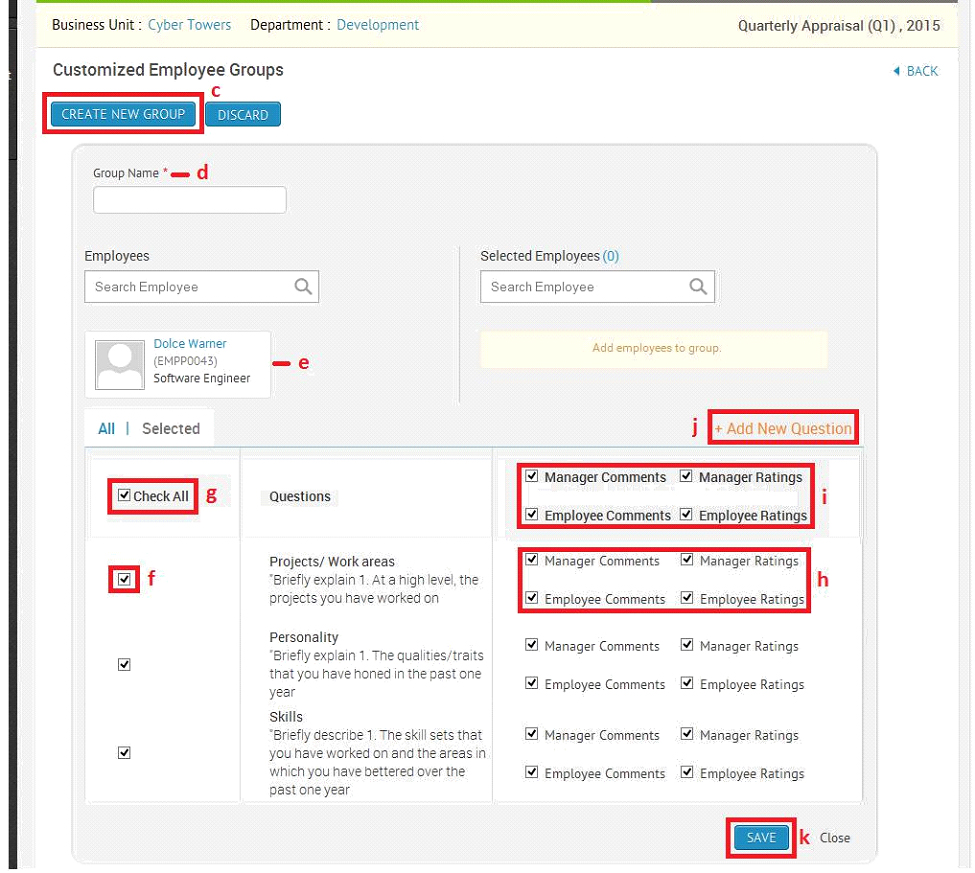 Business Unit : Cyber Towers Department : Development Quarterly Appraisal (Q1) , 2015
Customized Employee Groups BACK
c
CREATE NEW GROUP DISCARD
Group Name * d
Employees Selected Employees (0)
Search Employee Search Employee
Dolce Warner
(EMPP0043)
Software Engineer
e
Add employees to group.
All | Selected j + Add New Question
Check All g Questions
Manager Comments Manager Ratings
Employee Comments Employee Ratings
i
f
Projects/ Work areas
"Briefly explain 1. At a high level, the
projects you have worked on
Manager Comments Manager Ratings
Employee Comments Employee Ratings
h
Personality
"Briefly explain 1. The qualities/traits
that you have honed in the past one
year
Manager Comments Manager Ratings
Employee Comments Employee Ratings
Skills
"Briefly describe 1. The skill sets that
you have worked on and the areas in
which you have bettered over the
past one year
Manager Comments Manager Ratings
Employee Comments Employee Ratings
SAVE k Close